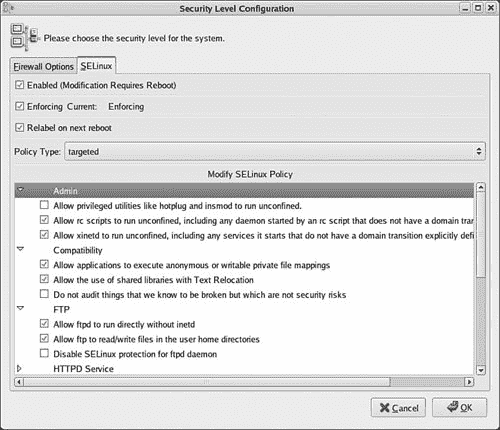 Security Level Configuration
Please choose the security level for the system.
Firewall Options SELinux
Enabled (Modification Requires Reboot)
Enforcing Current: Enforcing
Relabel on next reboot
Policy Type: targeted
Modify SELinux Policy
Admin
Allow privileged utilities like hotplug and insmod to run unconfined.
Allow rc scripts to run unconfined, including any daemon started by an rc script that does not have a domain tra
Allow xinetd to run unconfined, including any services it starts that do not have a domain transition explicitly defi
Compatibility
Allow applications to execute anonymous or writable private file mappings
Allow the use of shared libraries with Text Relocation
Do not audit things that we know to be broken but which are not security risks
FTP
Allow ftpd to run directly without inetd
Allow ftp to read/write files in the user home directories
Disable SELinux protection for ftpd daemon
HTTPD Service
Cancel OK